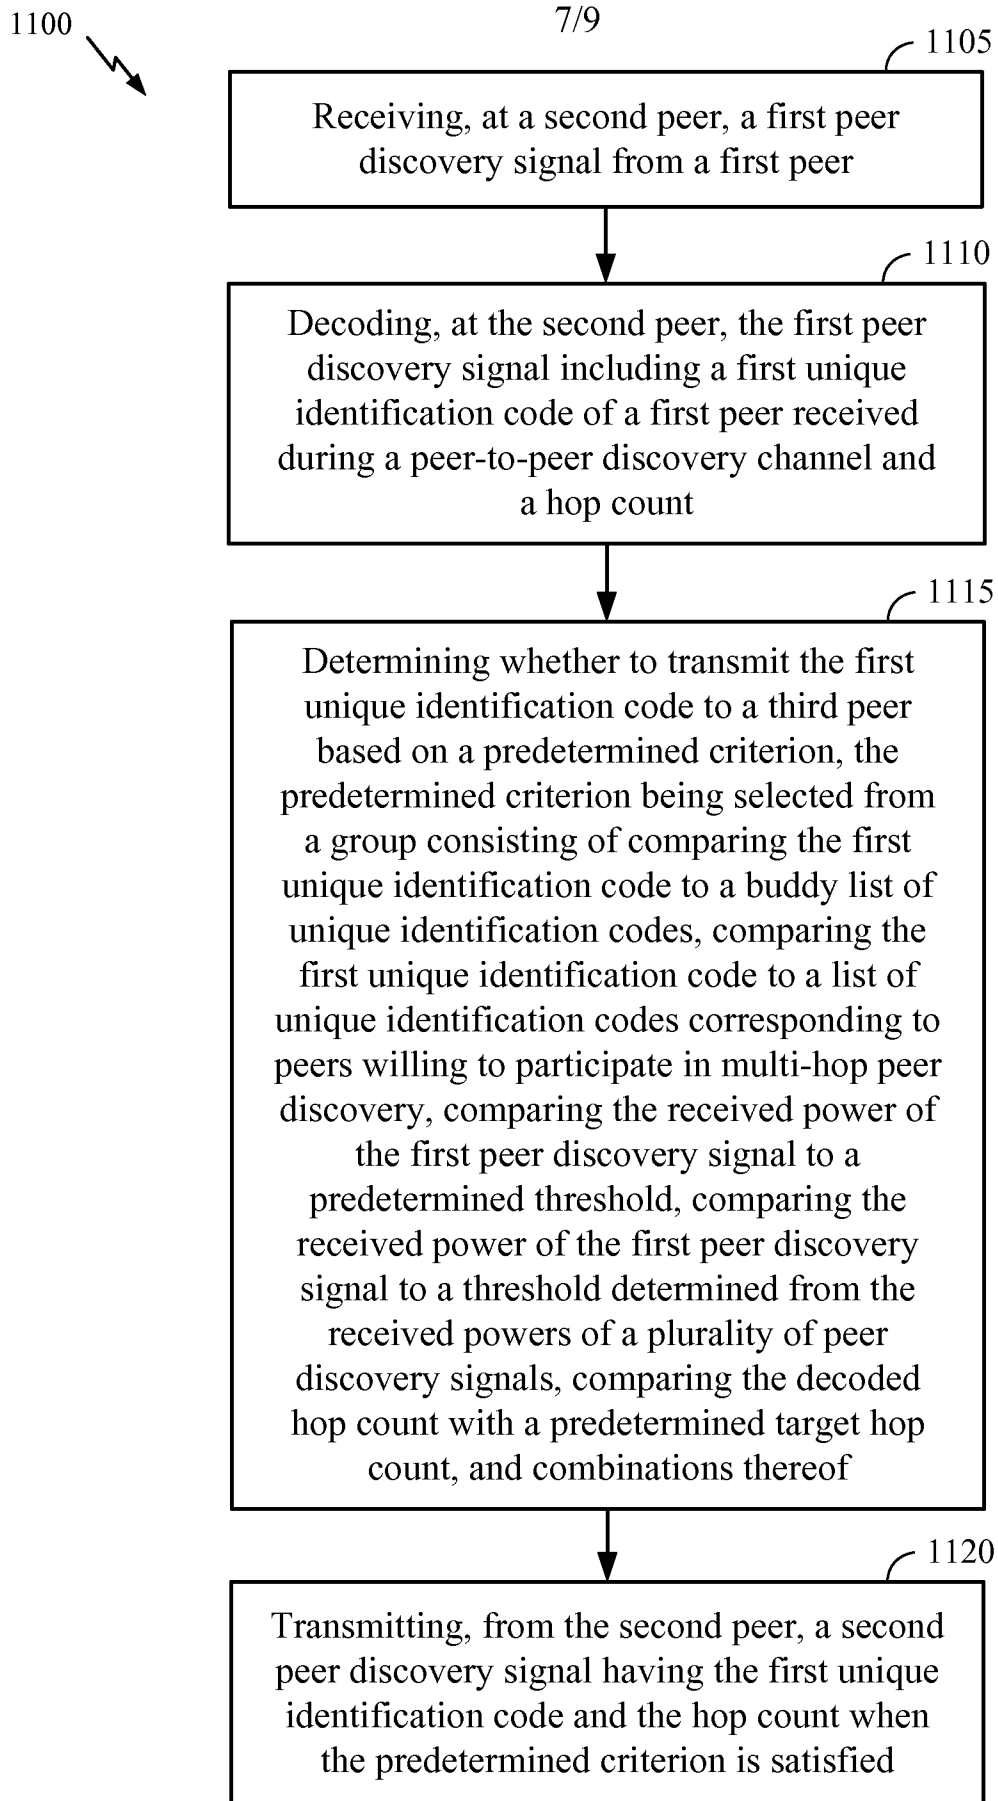 1100
7/9
1105
Receiving, at a second peer, a first peer
discovery signal from a first peer
1110
Decoding, at the second peer, the first peer
discovery signal including a first unique
identification code of a first peer received
during a peer-to-peer discovery channel and
a hop count
1115
Determining whether to transmit the first
unique identification code to a third peer
based on a predetermined criterion, the
predetermined criterion being selected from
a group consisting of comparing the first
unique identification code to a buddy list of
unique identification codes, comparing the
first unique identification code to a list of
unique identification codes corresponding to
peers willing to participate in multi-hop peer
discovery, comparing the received power of
the first peer discovery signal to a
predetermined threshold, comparing the
received power of the first peer discovery
signal to a threshold determined from the
received powers of a plurality of peer
discovery signals, comparing the decoded
hop count with a predetermined target hop
count, and combinations thereof
1120
Transmitting, from the second peer, a second
peer discovery signal having the first unique
identification code and the hop count when
the predetermined criterion is satisfied